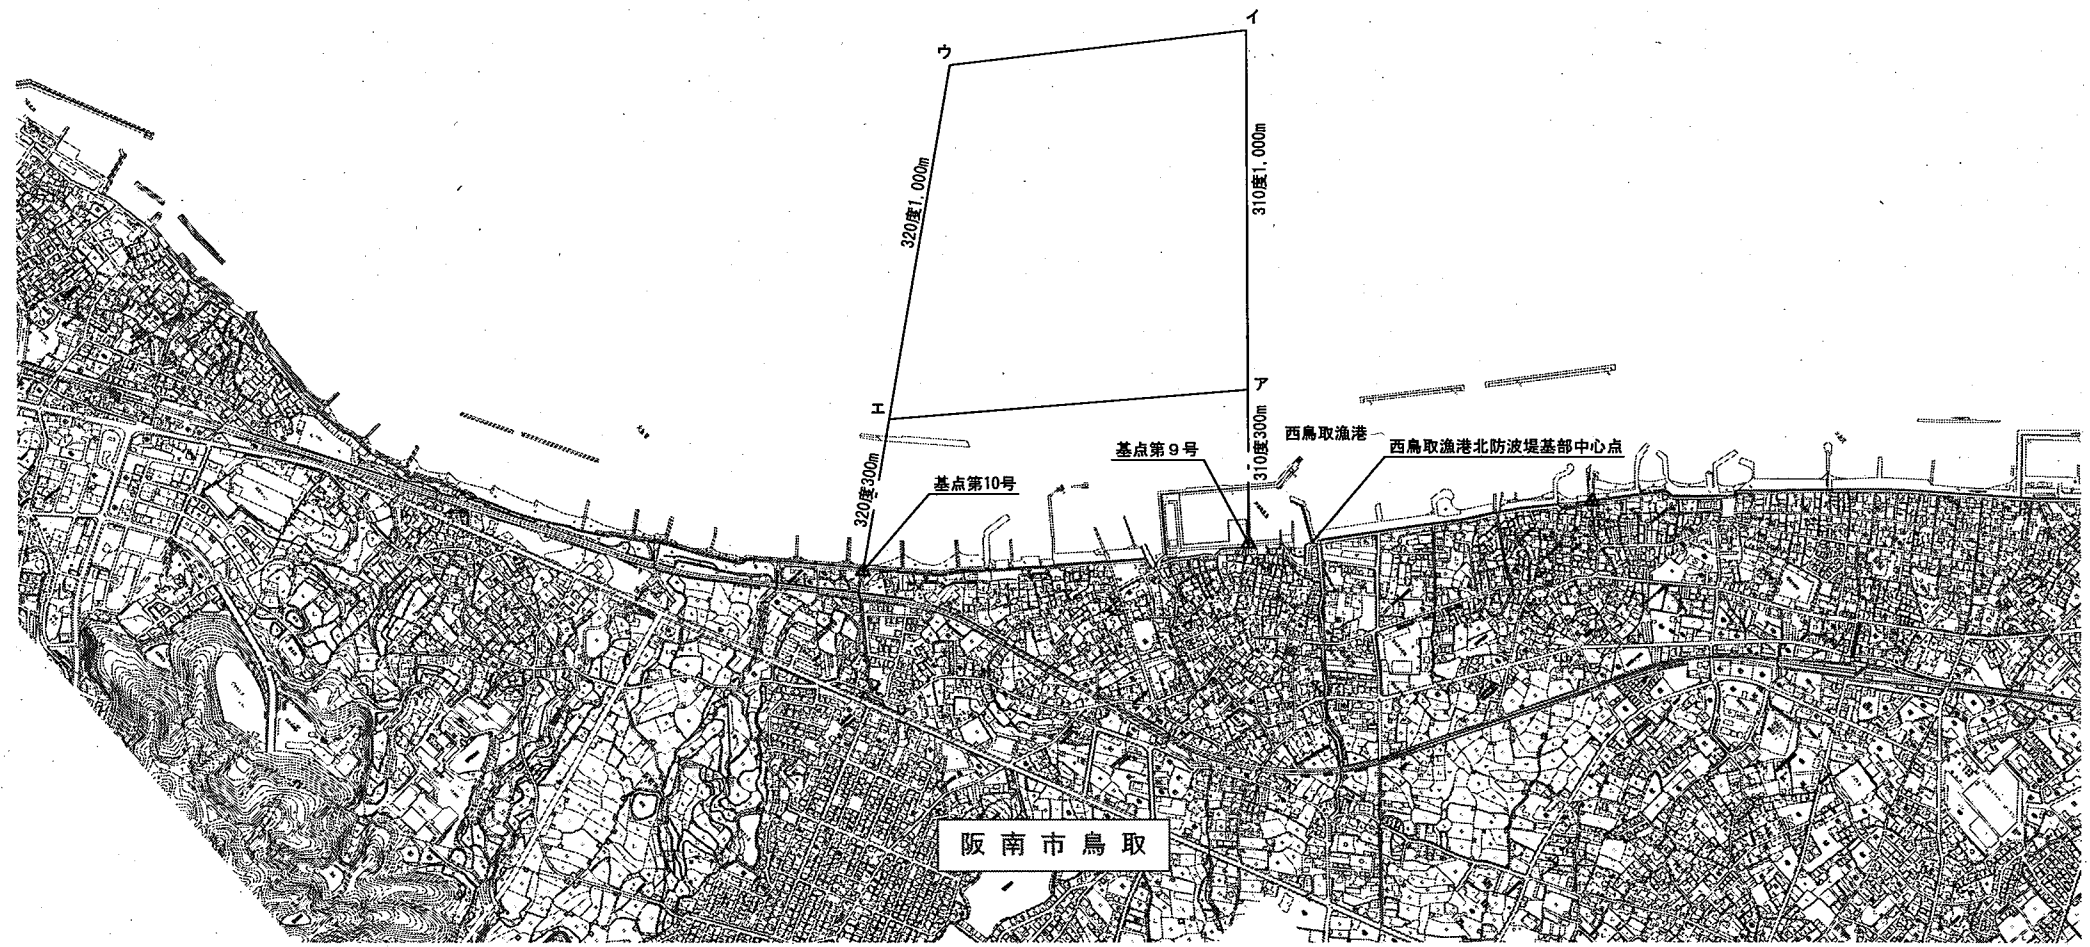 イ
ウ
320度1,000m
310度1,000m
ア
エ
310度300m
西鳥取漁港
基点第9号
西鳥取漁港北防波堤基部中心点
320度300m
基点第10号
阪南市鳥取